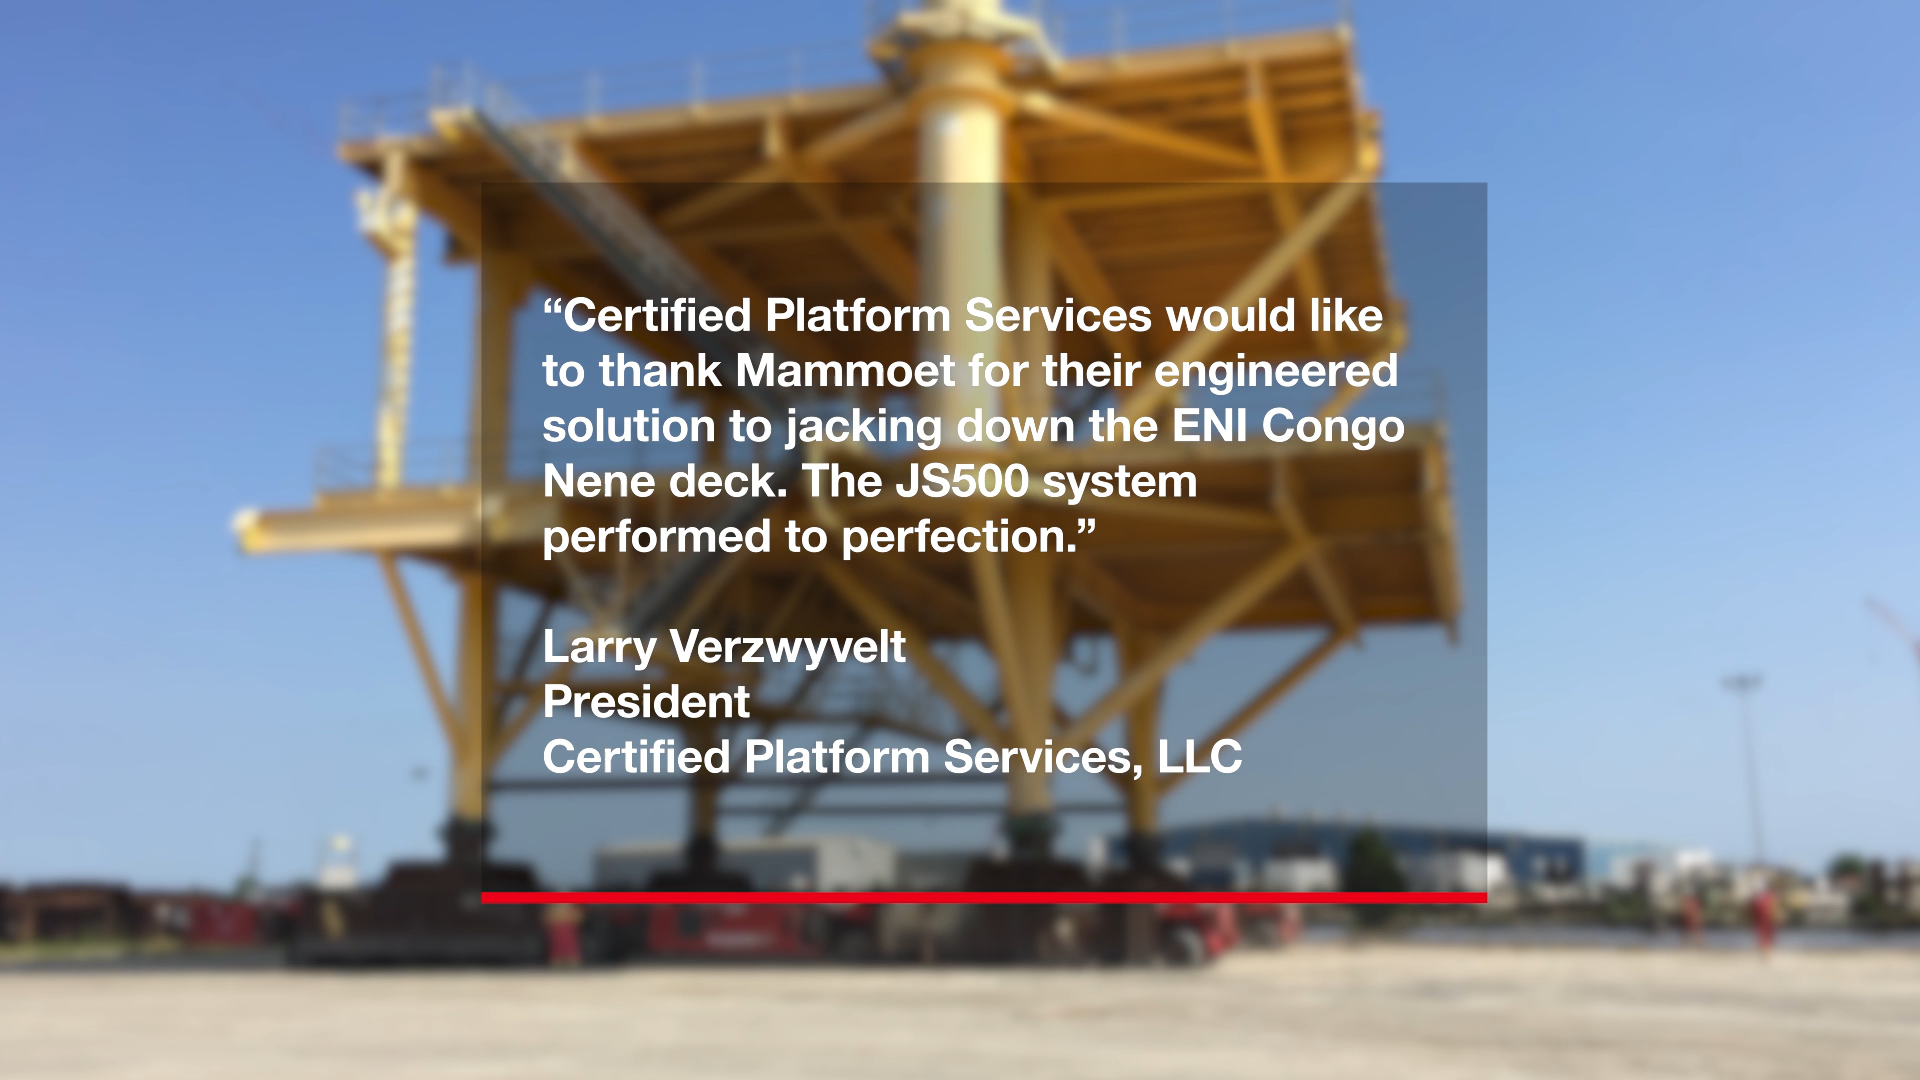 “Certified Platform Services would like
to thank Mammoet for their engineered
solution to jacking down the ENI Congo
Nene deck. The JS500 system
performed to perfection.”
Larry Verzwyvelt
President
Certified Platform Services, LLC